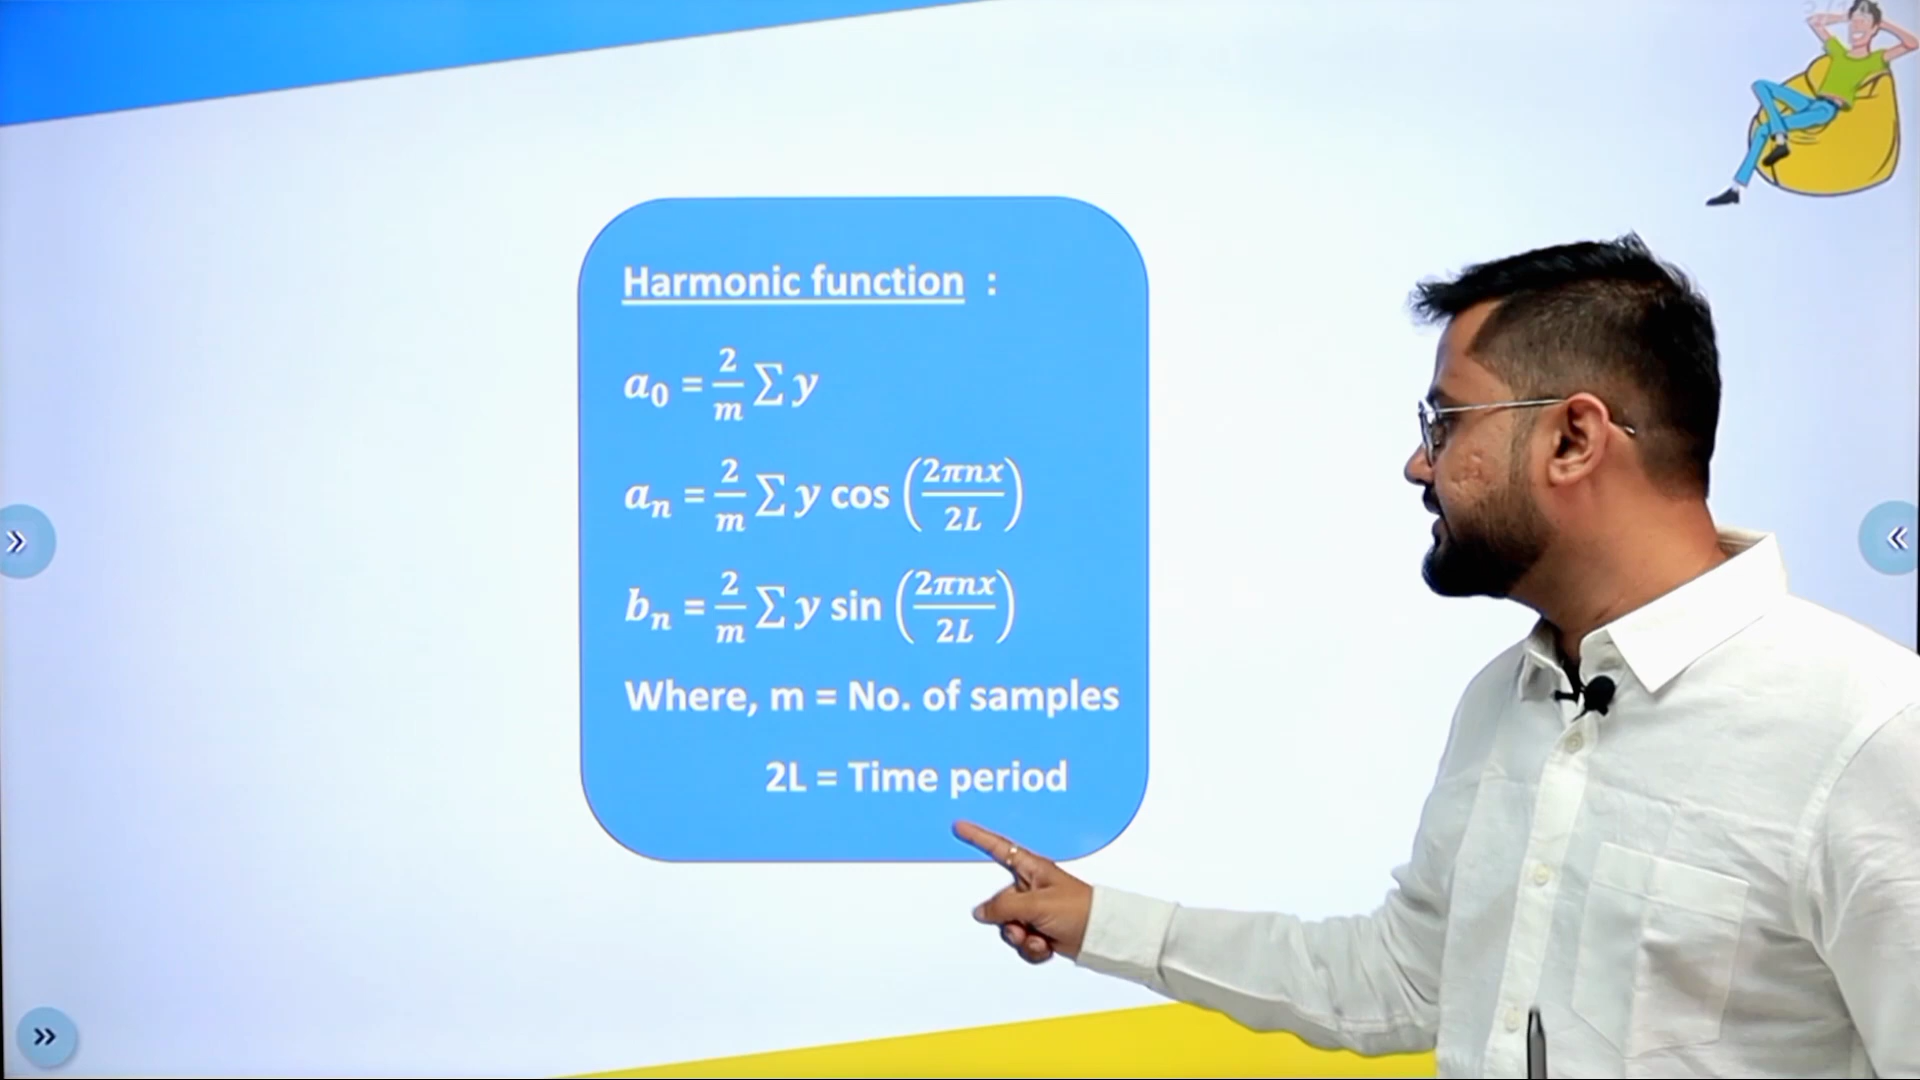 Harmonic function :
a₀ = 2/m ∑ y
aₙ = 2/m ∑ y cos (2πnx/2L)
bₙ = 2/m ∑ y sin (2πnx/2L)
Where, m = No. of samples
2L = Time period